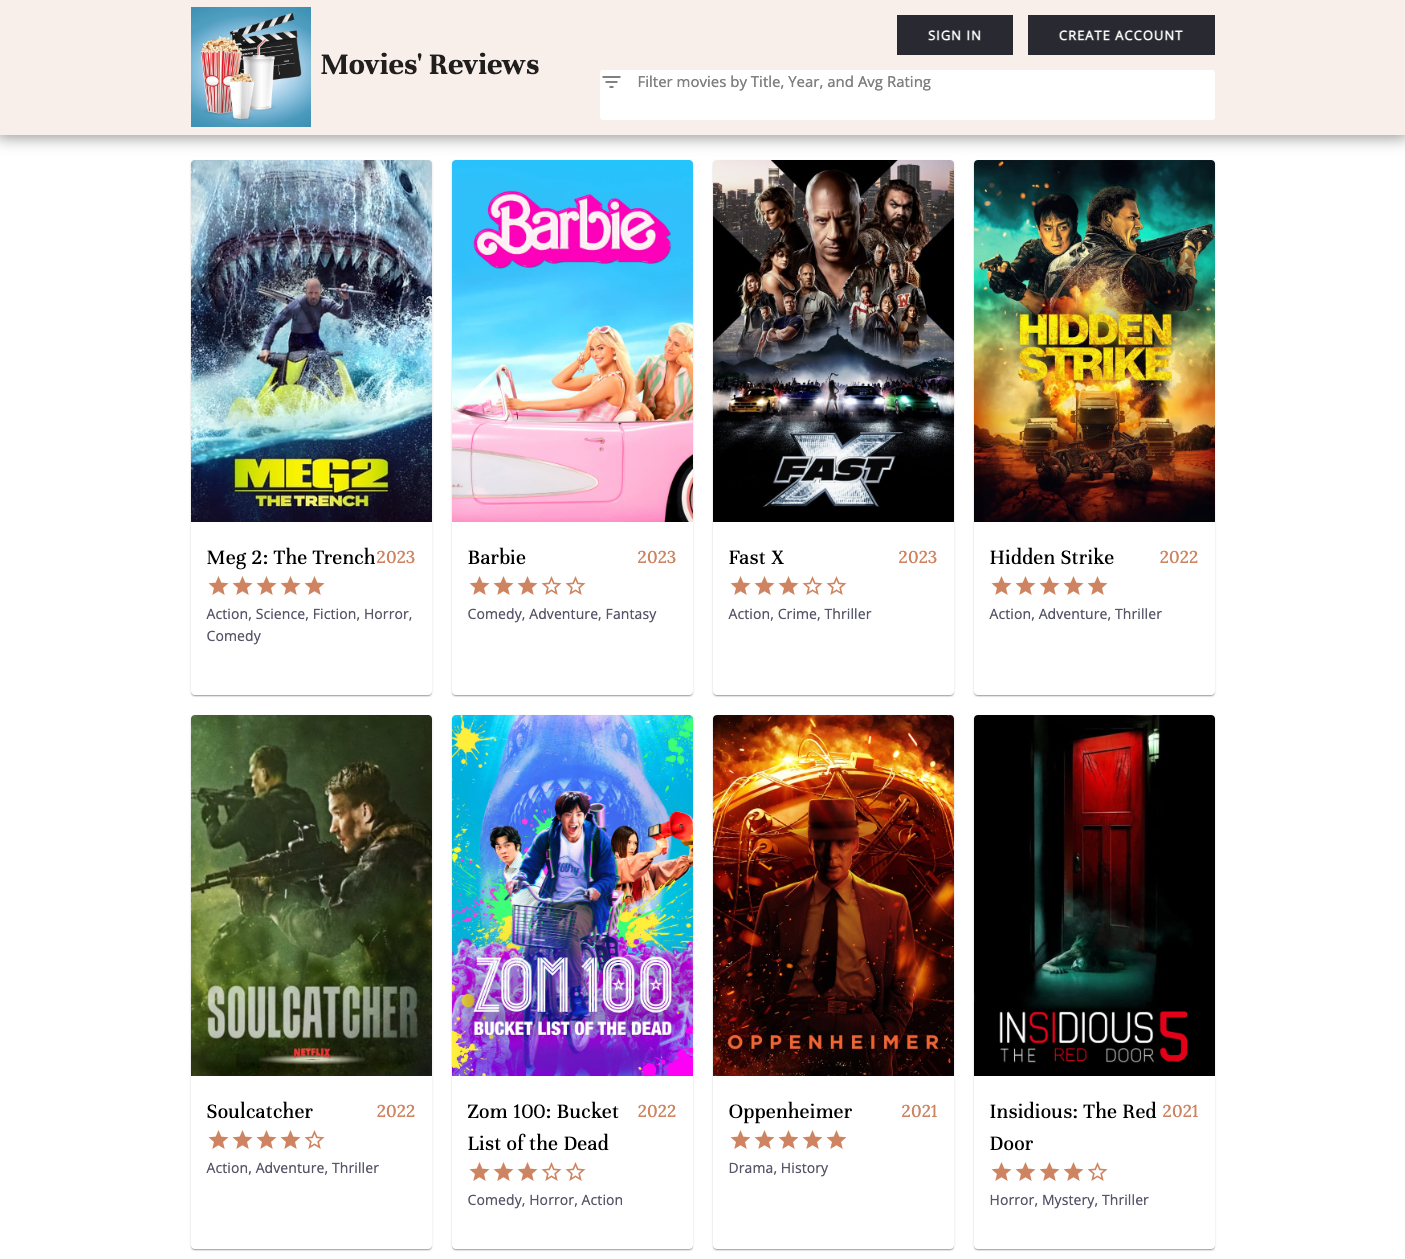 SIGN IN
CREATE ACCOUNT
Movies' Reviews
Filter movies by Title, Year, and Avg Rating
MEG2
THE TRENCH
Barbie
FAST X
HIDDEN
STRIKE
Meg 2: The Trench 2023
Action, Science, Fiction, Horror,
Comedy
Barbie 2023
Comedy, Adventure, Fantasy
Fast X 2023
Action, Crime, Thriller
Hidden Strike 2022
Action, Adventure, Thriller
SOULCATCHER
NETFLIX
ZOM 100
BUCKET LIST OF THE DEAD
OPPENHEIMER
INSIDIOUS 5
THE RED DOOR
Soulcatcher 2022
Action, Adventure, Thriller
Zom 100: Bucket 2022
List of the Dead
Comedy, Horror, Action
Oppenheimer 2021
Drama, History
Insidious: The Red 2021
Door
Horror, Mystery, Thriller